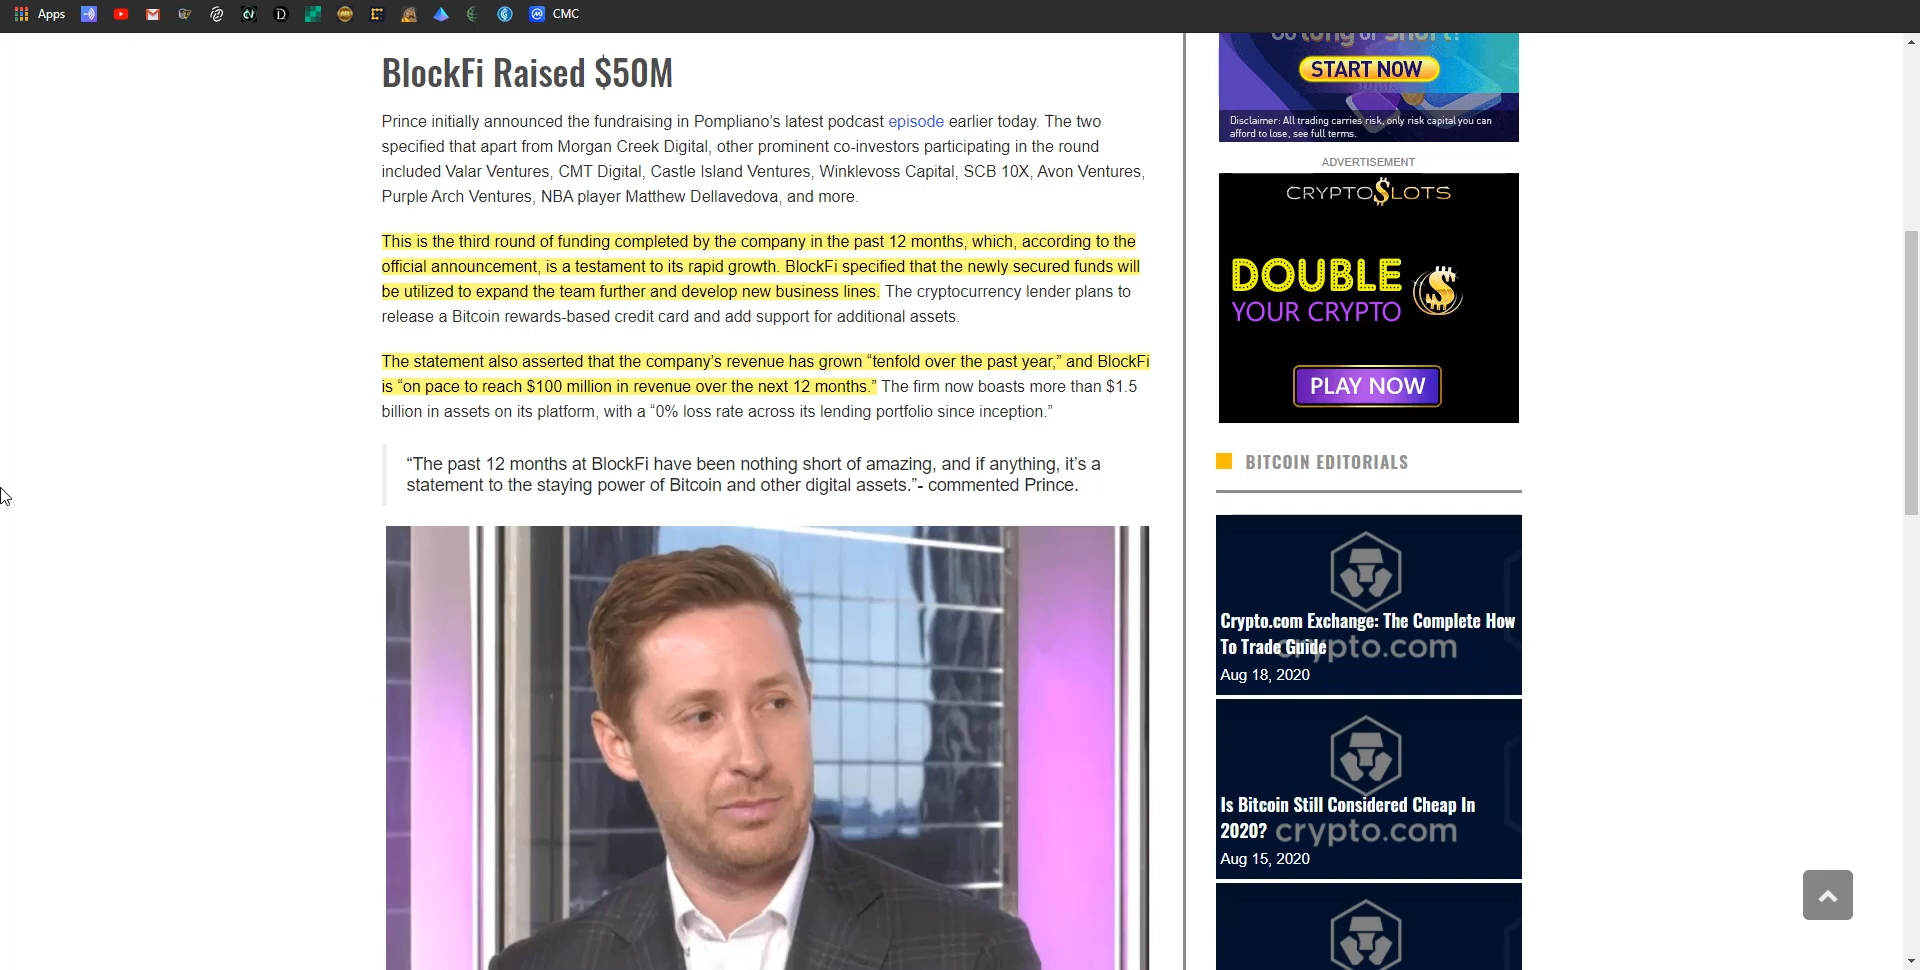 Apps
CMC
BlockFi Raised $50M
Prince initially announced the fundraising in Pompliano’s latest podcast episode earlier today. The two
specified that apart from Morgan Creek Digital, other prominent co-investors participating in the round
included Valar Ventures, CMT Digital, Castle Island Ventures, Winklevoss Capital, SCB 10X, Avon Ventures,
Purple Arch Ventures, NBA player Matthew Dellavedova, and more.
This is the third round of funding completed by the company in the past 12 months, which, according to the
official announcement, is a testament to its rapid growth. BlockFi specified that the newly secured funds will
be utilized to expand the team further and develop new business lines. The cryptocurrency lender plans to
release a Bitcoin rewards-based credit card and add support for additional assets.
The statement also asserted that the company’s revenue has grown “tenfold over the past year,” and BlockFi
is “on pace to reach $100 million in revenue over the next 12 months.” The firm now boasts more than $1.5
billion in assets on its platform, with a “0% loss rate across its lending portfolio since inception.”
“The past 12 months at BlockFi have been nothing short of amazing, and if anything, it’s a
statement to the staying power of Bitcoin and other digital assets.”- commented Prince.
Go long or short!
START NOW
Disclaimer: All trading carries risk, only risk capital you can
afford to lose, see full terms.
ADVERTISEMENT
CRYPTO$LOTS
DOUBLE
YOUR CRYPTO
PLAY NOW
BITCOIN EDITORIALS
Crypto.com Exchange: The Complete How
To Trade Guide
crypto.com
Aug 18, 2020
Is Bitcoin Still Considered Cheap In
2020?
crypto.com
Aug 15, 2020